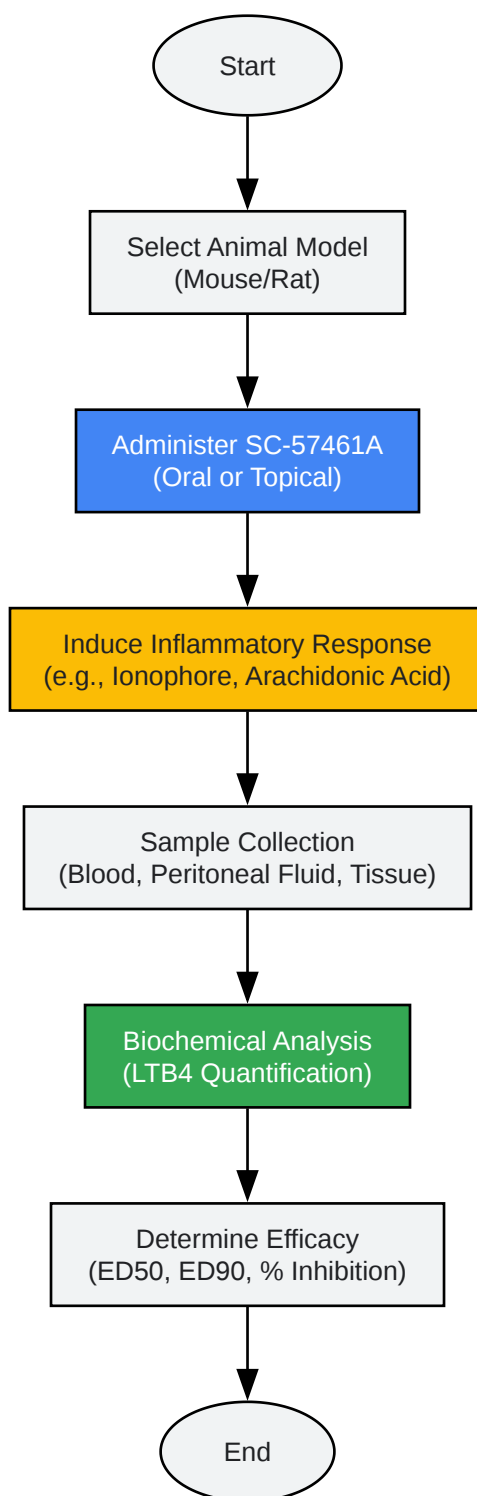 Start
Select Animal Model
(Mouse/Rat)
Administer SC-57461A
(Oral or Topical)
Induce Inflammatory Response
(e.g., Ionophore, Arachidonic Acid)
Sample Collection
(Blood, Peritoneal Fluid, Tissue)
Biochemical Analysis
(LTB4 Quantification)
Determine Efficacy
(ED50, ED90, % Inhibition)
End